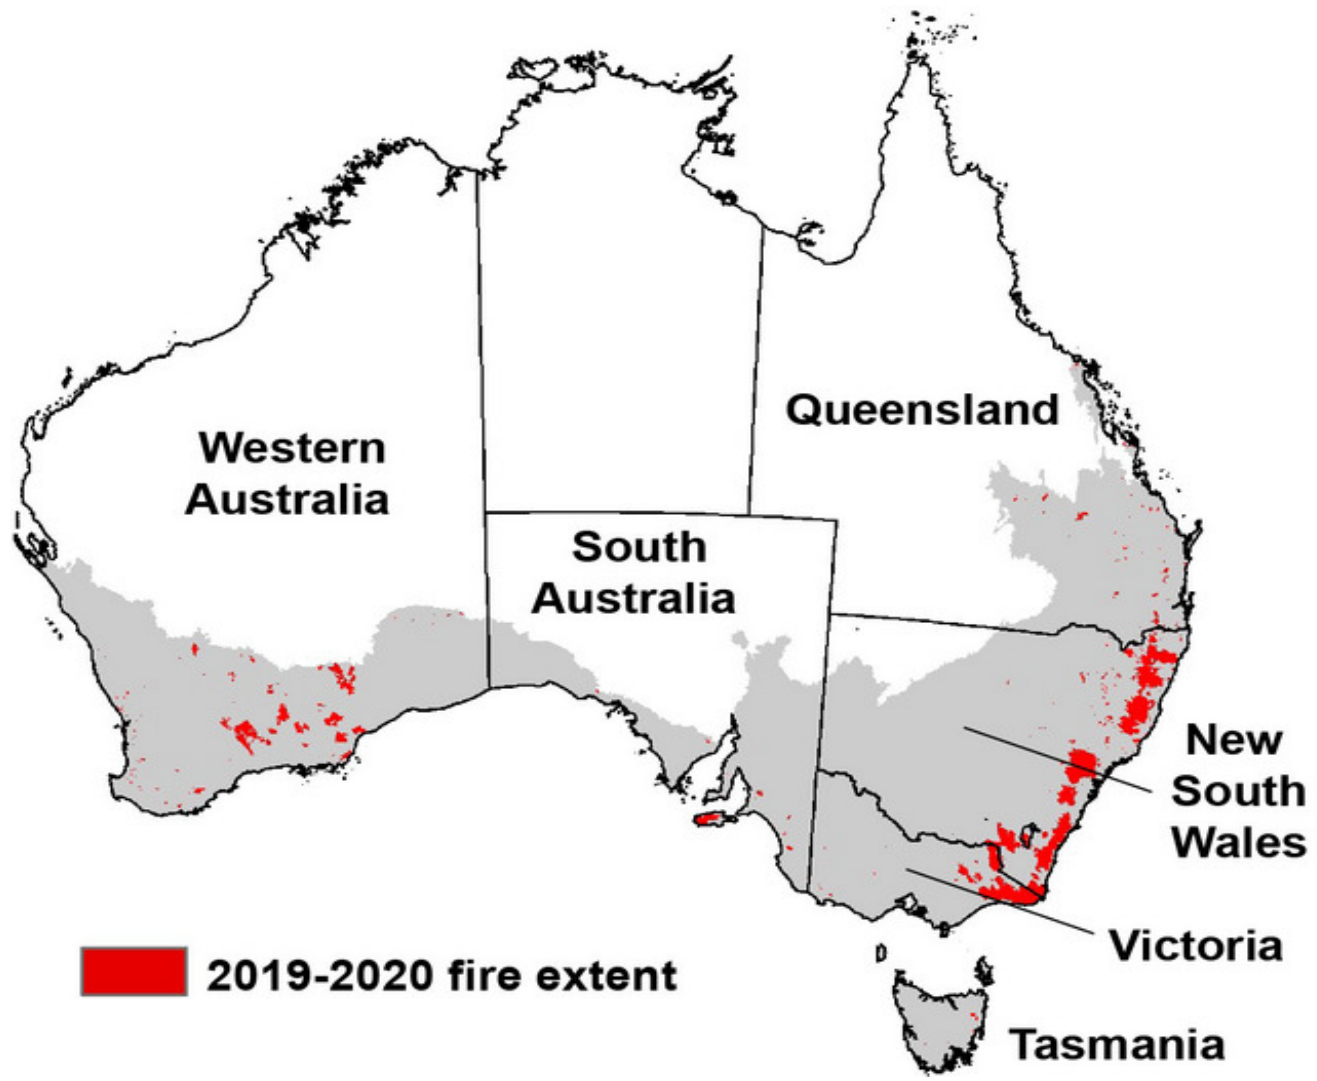 Western
Australia
South
Australia
Queensland
New
South
Wales
Victoria
Tasmania
2019-2020 fire extent